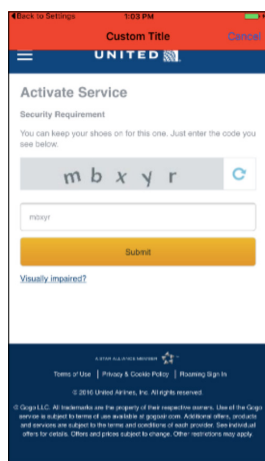 Back to Settings 1:03 PM
Custom Title Cancel
UNITED
Activate Service
Security Requirement
You can keep your shoes on for this one. Just enter the code you
see below.
m b x y r
mbxyr
Submit
Visually impaired?
A STAR ALLIANCE MEMBER
Terms of Use | Privacy & Cookie Policy | Roaming Sign In
© 2016 United Airlines, Inc. All rights reserved.
© Gogo LLC. All trademarks are the property of their respective owners. Use of the Gogo
service is subject to terms of use available at gogoair.com. Additional offers, products
and services are subject to the terms and conditions of each provider. See individual
offers for details. Offers and prices subject to change. Other restrictions may apply.